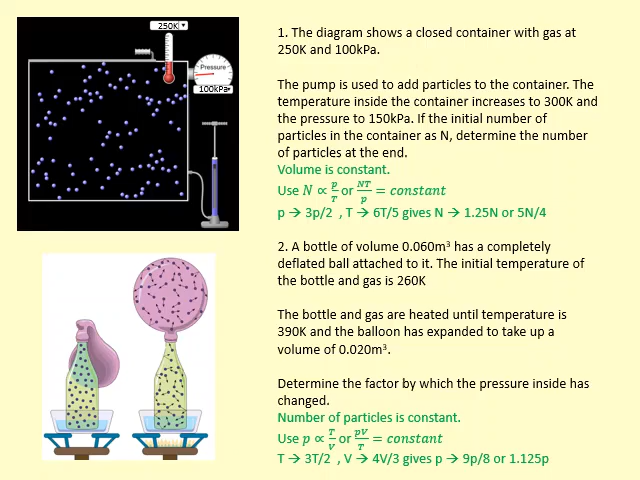 250K
Pressure
100kPa
1. The diagram shows a closed container with gas at
250K and 100kPa.
The pump is used to add particles to the container. The
temperature inside the container increases to 300K and
the pressure to 150kPa. If the initial number of
particles in the container as N, determine the number
of particles at the end.
Volume is constant.
Use N ∝ p/T or NT/p = constant
p → 3p/2 , T → 6T/5 gives N → 1.25N or 5N/4
2. A bottle of volume 0.060m³ has a completely
deflated ball attached to it. The initial temperature of
the bottle and gas is 260K
The bottle and gas are heated until temperature is
390K and the balloon has expanded to take up a
volume of 0.020m³.
Determine the factor by which the pressure inside has
changed.
Number of particles is constant.
Use p ∝ T/V or pV/T = constant
T → 3T/2 , V → 4V/3 gives p → 9p/8 or 1.125p